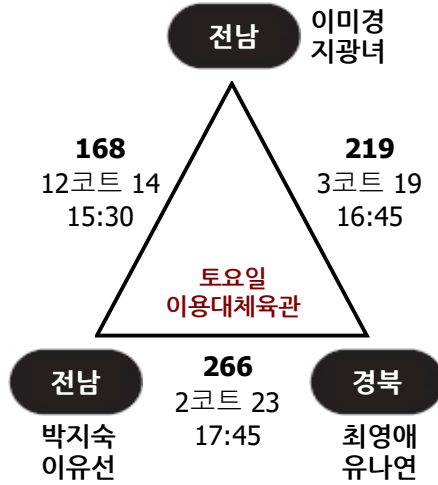 전남
이미경
지광녀
168
12코트 14
15:30
219
3코트 19
16:45
토요일
이용대체육관
전남
박지숙
이유선
266
2코트 23
17:45
경북
최영애
유나연